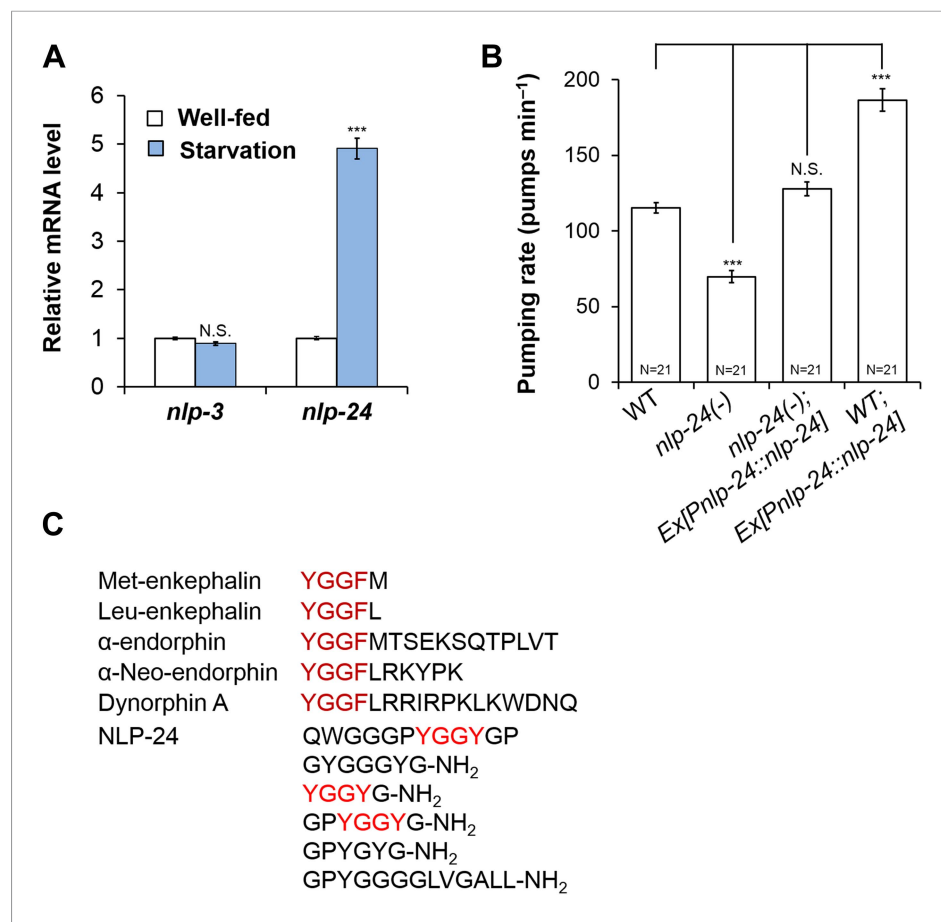 A
Relative mRNA level
6
5
4
3
2
1
0
Well-fed
Starvation
***
N.S.
nlp-3
nlp-24
B
Pumping rate (pumps min⁻¹)
200
150
100
50
0
***
N.S.
***
N=21
N=21
N=21
N=21
WT
nlp-24(-)
nlp-24(-);
Ex[Pnlp-24::nlp-24]
WT;
Ex[Pnlp-24::nlp-24]
C
Met-enkephalin YGGFM
Leu-enkephalin YGGFL
α-endorphin YGGFMTSEKSQTPLVT
α-Neo-endorphin YGGFLRKYPK
Dynorphin A YGGFLRRIRPKLKWDNQ
NLP-24 QWGGGPYGGYGP
GYGGGYG-NH₂
YGGYG-NH₂
GPYGGYG-NH₂
GPYGYG-NH₂
GPYGGGGLVGALL-NH₂